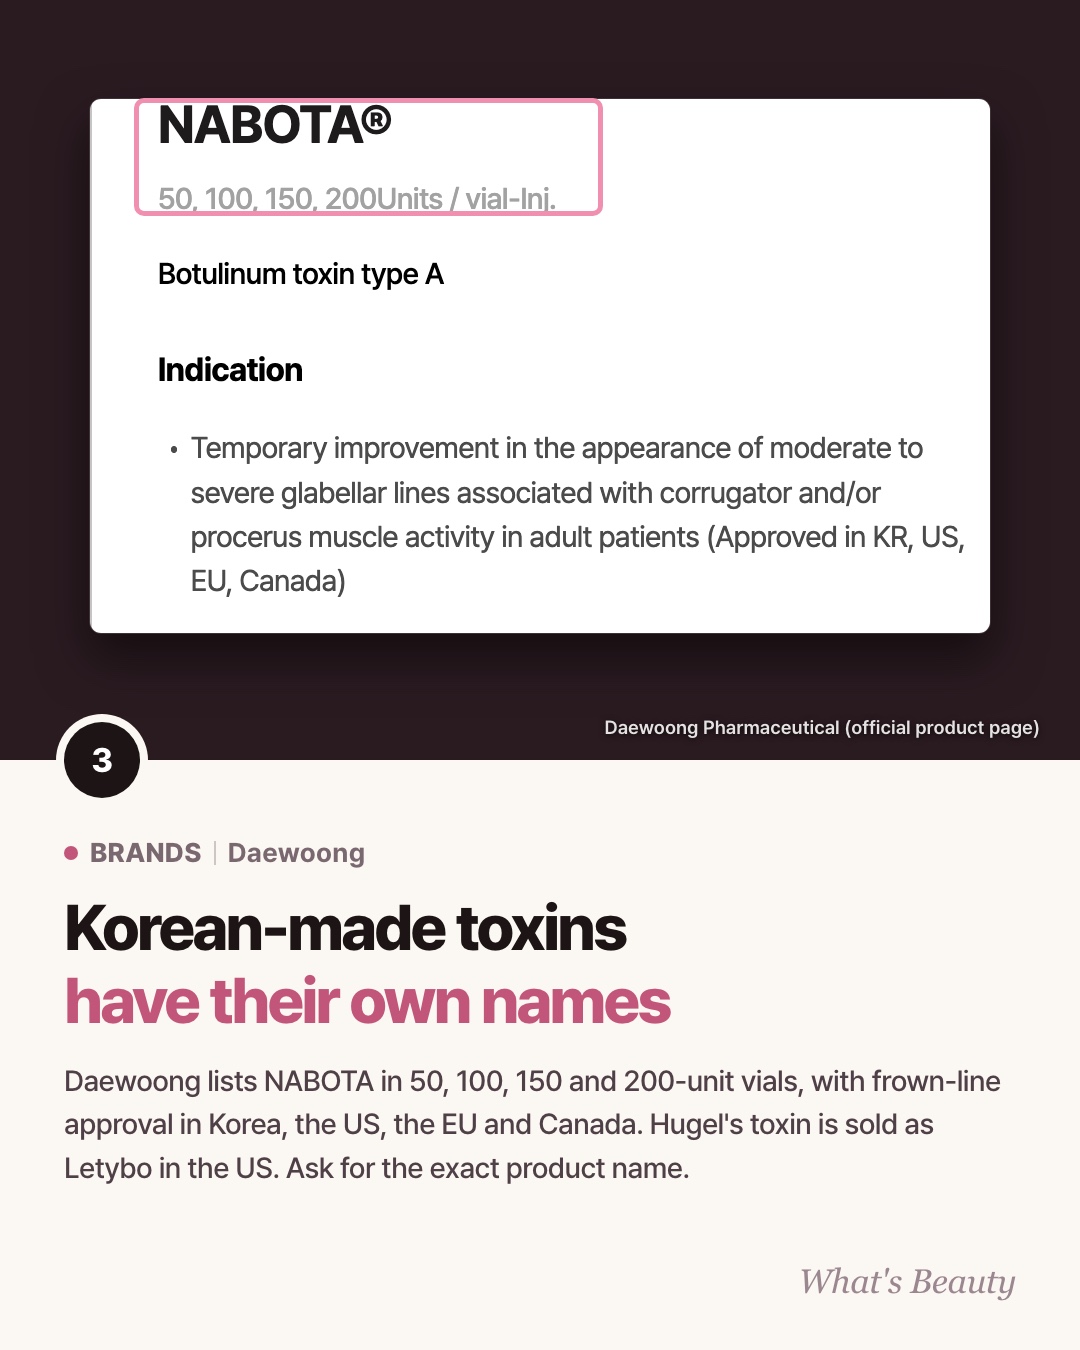 NABOTA®
50, 100, 150, 200Units / vial-Inj.
Botulinum toxin type A
Indication
• Temporary improvement in the appearance of moderate to
severe glabellar lines associated with corrugator and/or
procerus muscle activity in adult patients (Approved in KR, US,
EU, Canada)
Daewoong Pharmaceutical (official product page)
3
BRANDS | Daewoong
Korean-made toxins
have their own names
Daewoong lists NABOTA in 50, 100, 150 and 200-unit vials, with frown-line
approval in Korea, the US, the EU and Canada. Hugel's toxin is sold as
Letybo in the US. Ask for the exact product name.
What's Beauty